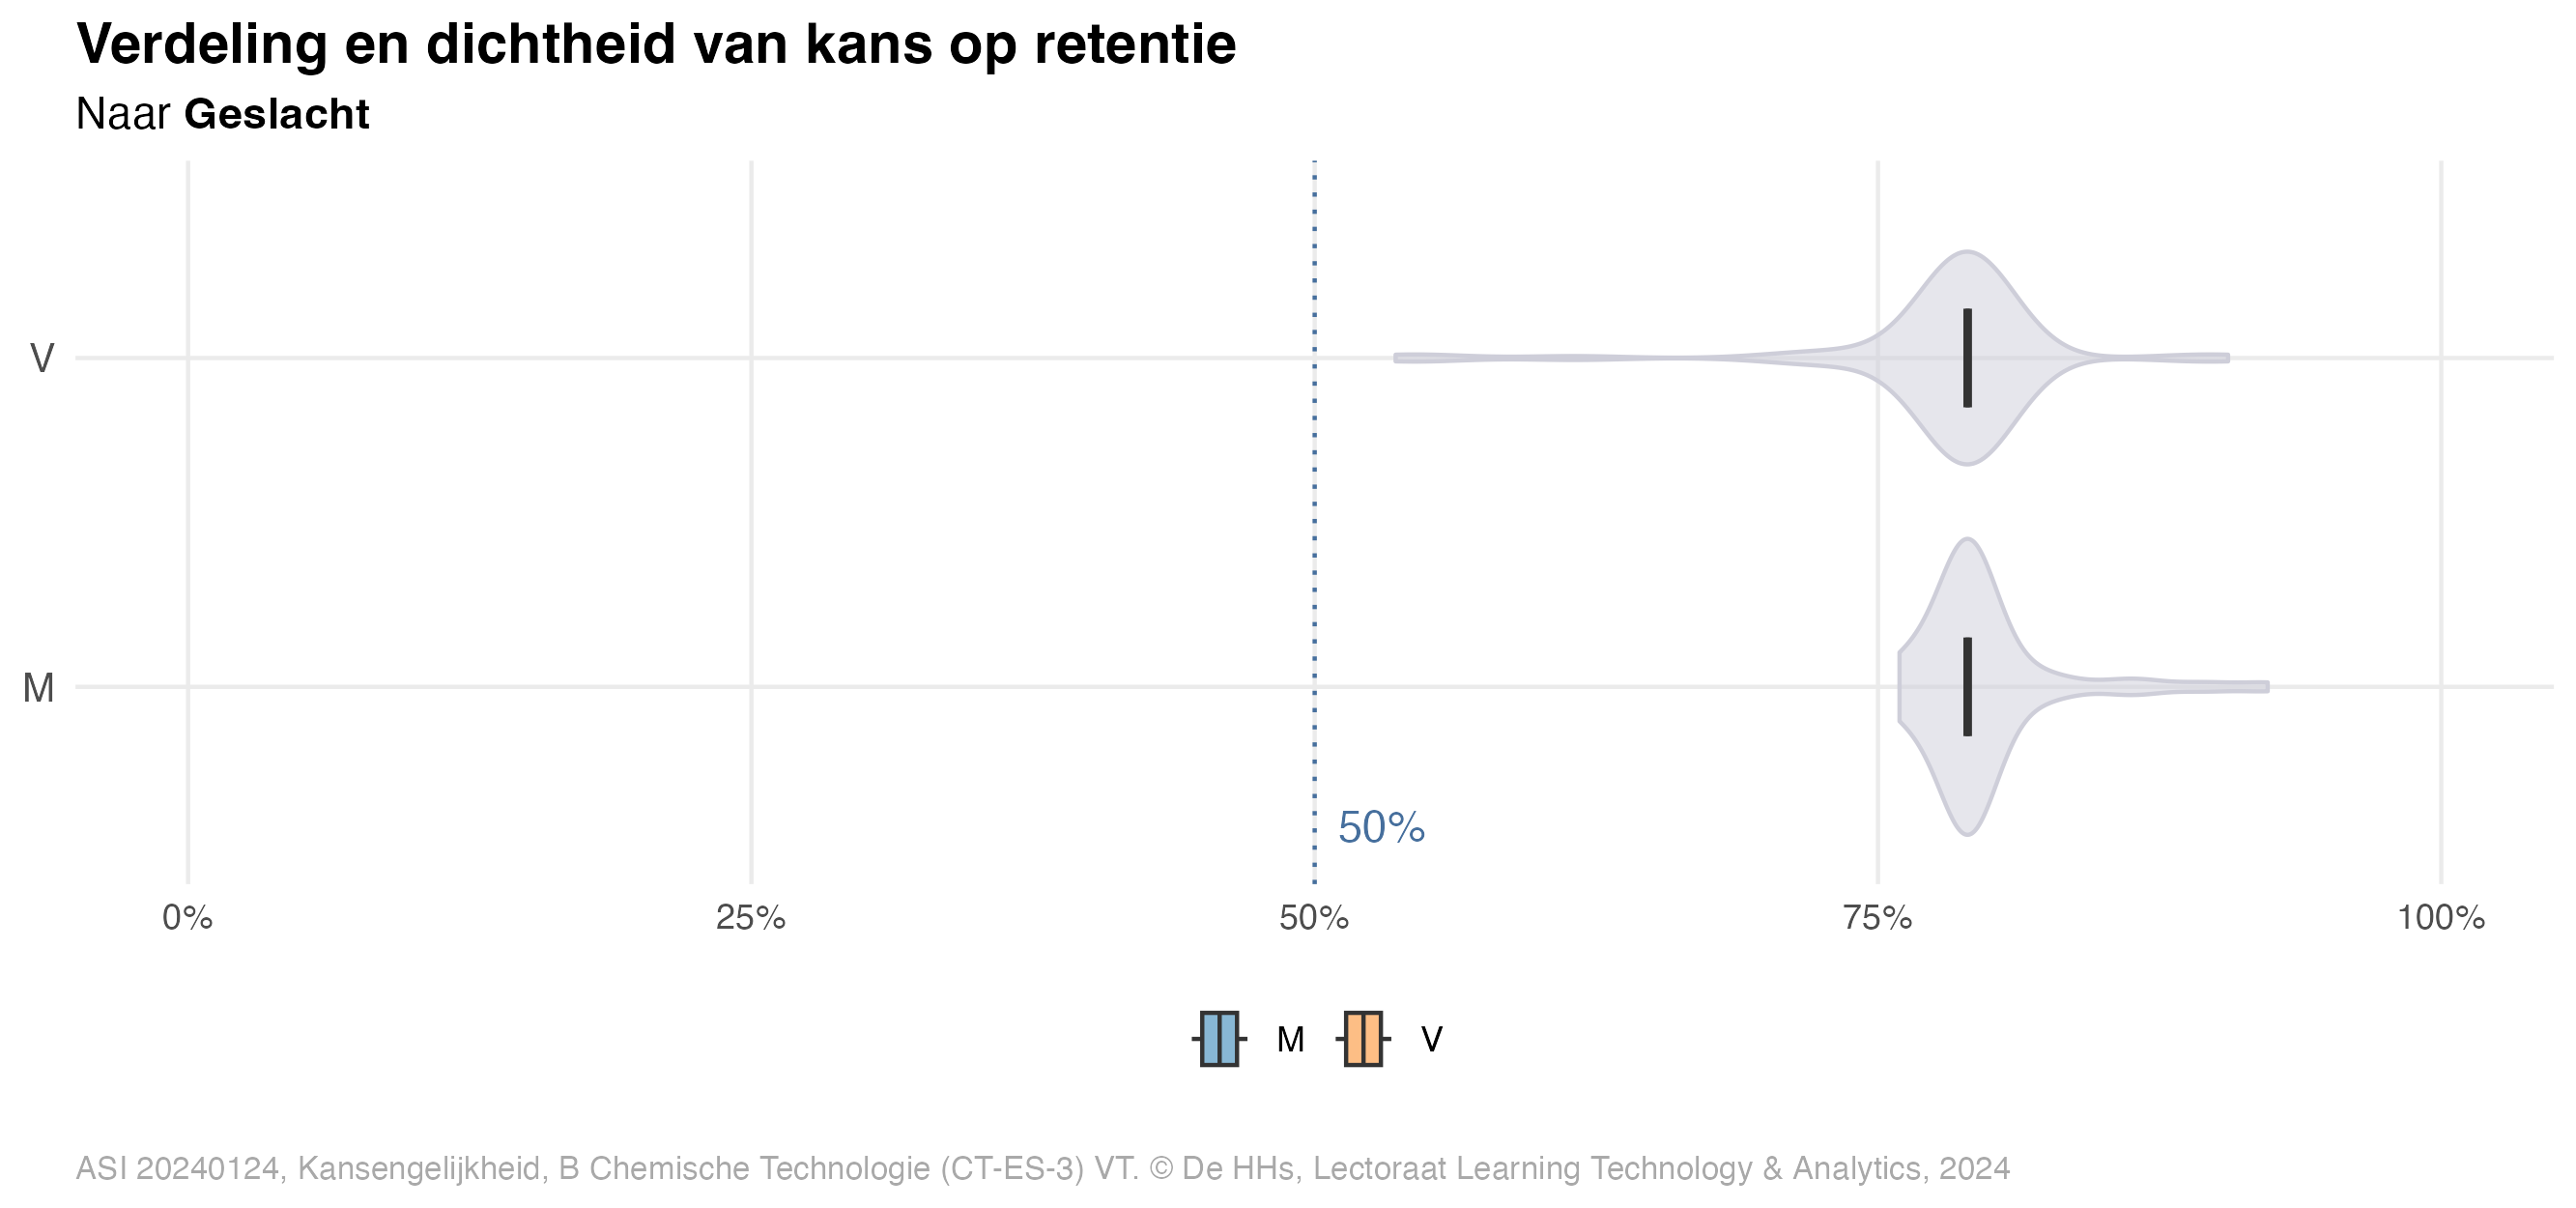 Verdeling en dichtheid van kans op retentie
Naar Geslacht
V
M
50%
0% 25% 50% 75% 100%
M V
ASI 20240124, Kansengelijkheid, B Chemische Technologie (CT-ES-3) VT. © De HHs, Lectoraat Learning Technology & Analytics, 2024